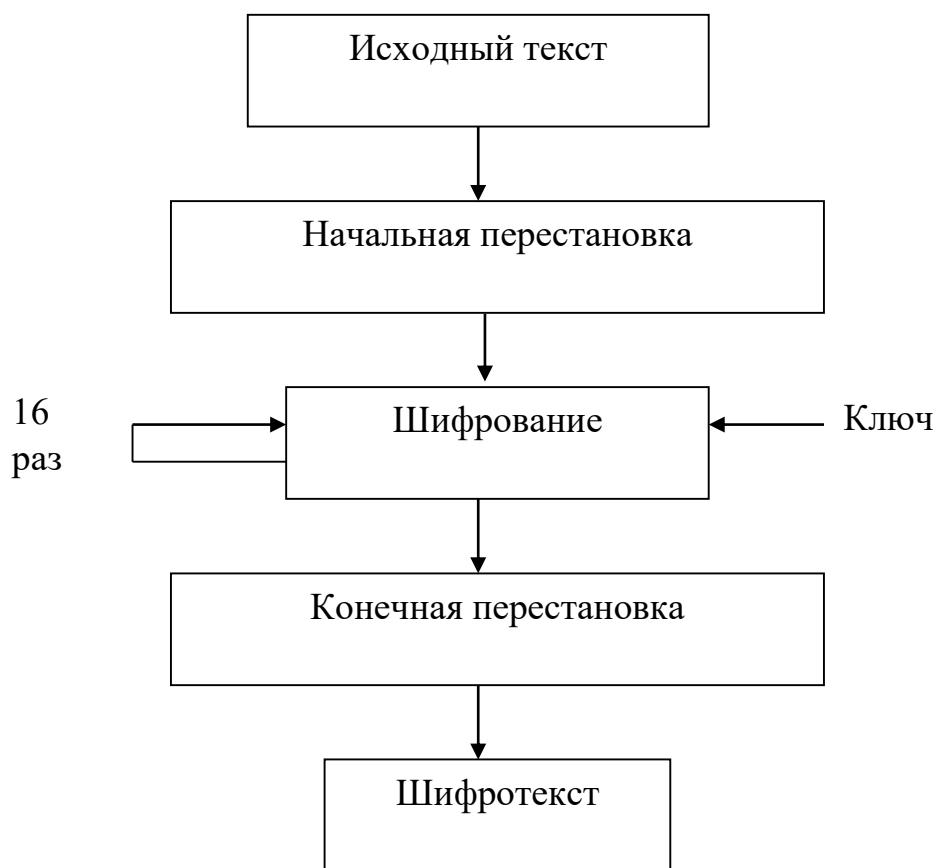 Исходный текст
Начальная перестановка
16
раз
Шифрование
Ключ
Конечная перестановка
Шифротекст